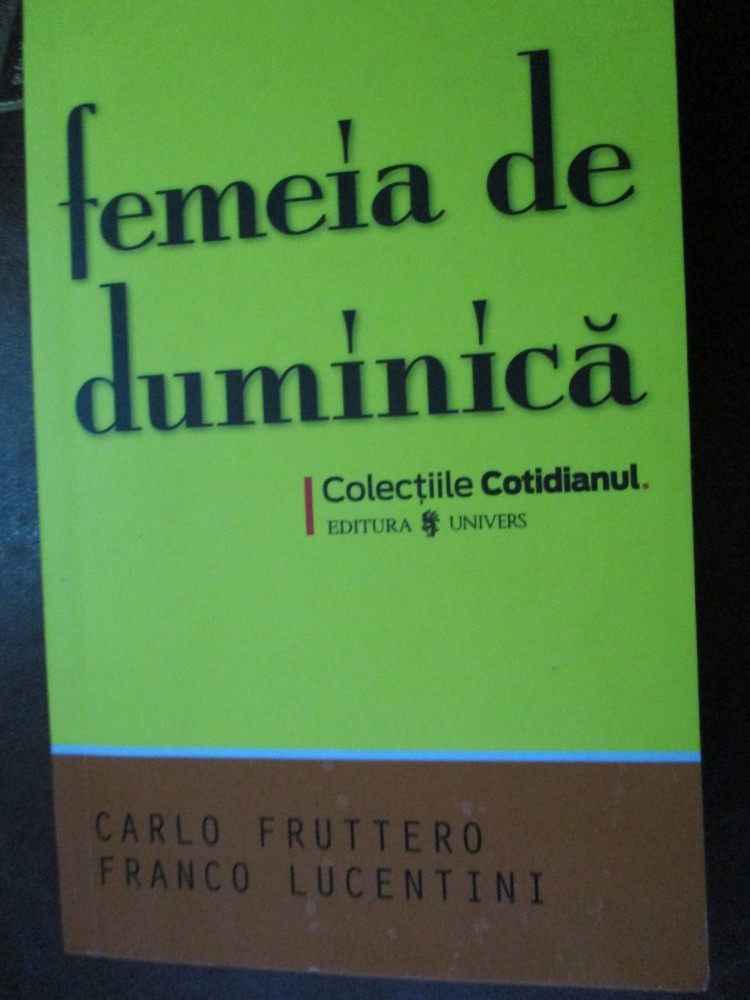 femeia de
duminică
Colecțiile Cotidianul.
EDITURA UNIVERS
CARLO FRUTTERO
FRANCO LUCENTINI